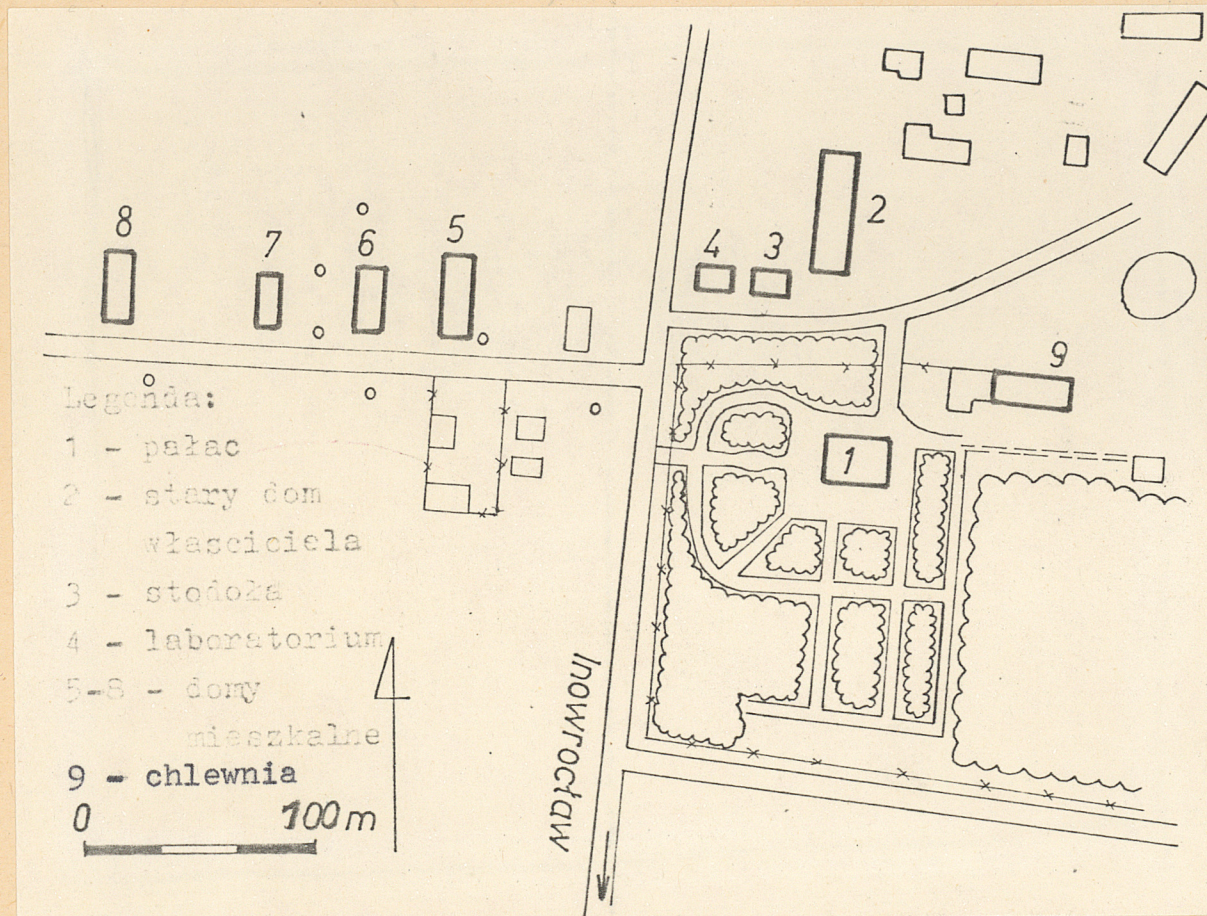 8
7
6
5
4
3
2
9
1
Legenda:
1 - pałac
2 - stary dom
właściciela
3 - stodoła
4 - laboratorium
5-8 - domy
mieszkalne
9 - chlewnia
0 100m
Inowrocław